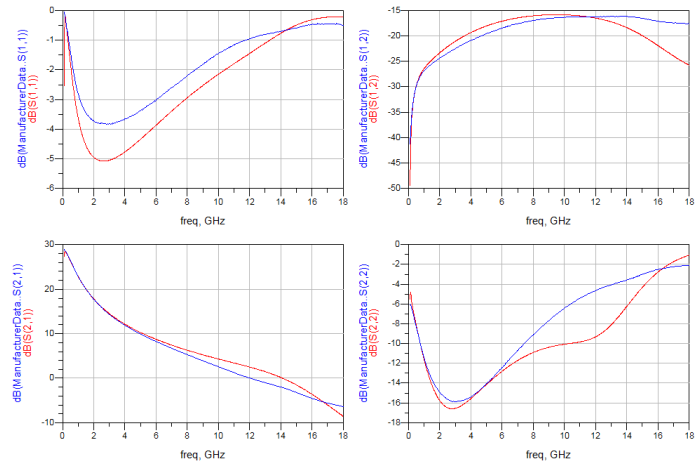 dB(ManufacturerData..S(1,1))
dB(S(1,1))
0
-1
-2
-3
-4
-5
-6
0 2 4 6 8 10 12 14 16 18
freq, GHz
dB(ManufacturerData..S(1,2))
dB(S(1,2))
-15
-20
-25
-30
-35
-40
-45
-50
0 2 4 6 8 10 12 14 16 18
freq, GHz
dB(ManufacturerData..S(2,1))
dB(S(2,1))
30
20
10
0
-10
0 2 4 6 8 10 12 14 16 18
freq, GHz
dB(ManufacturerData..S(2,2))
dB(S(2,2))
0
-2
-4
-6
-8
-10
-12
-14
-16
-18
0 2 4 6 8 10 12 14 16 18
freq, GHz